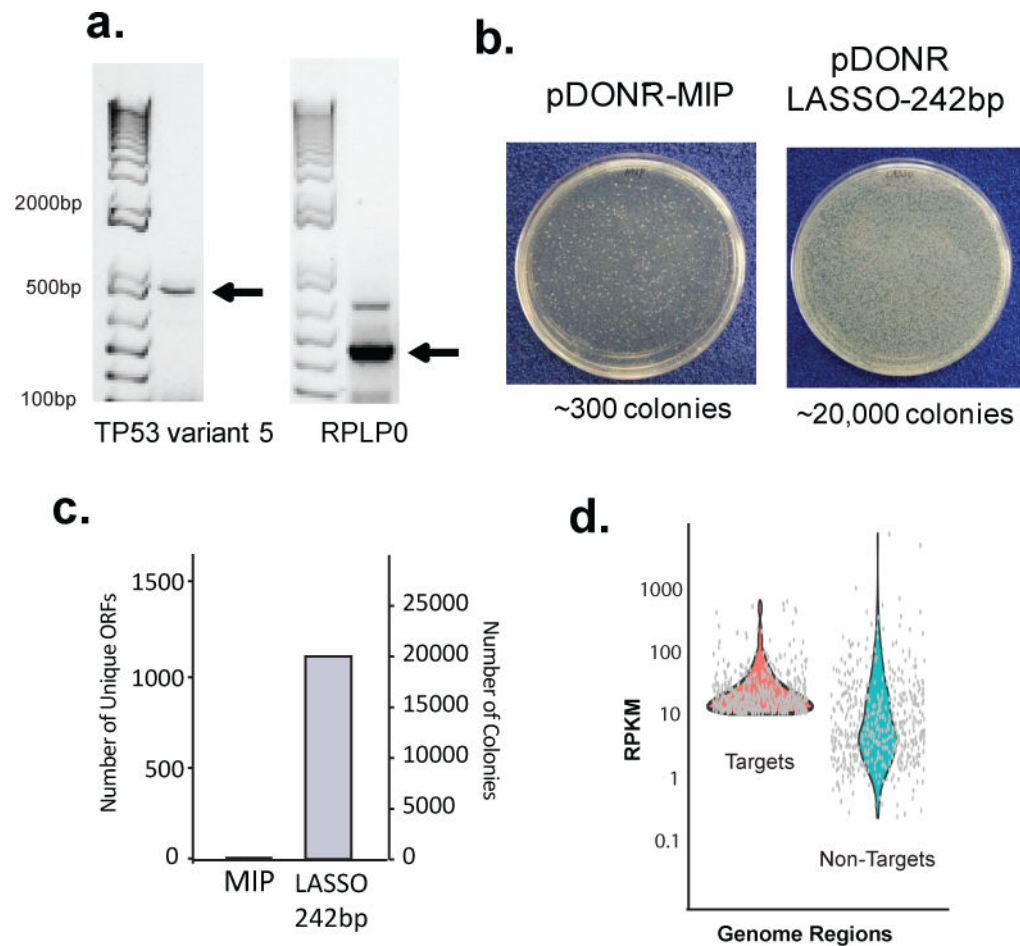 a.
2000bp
500bp
100bp
TP53 variant 5
RPLP0
b.
pDONR-MIP
pDONR
LASSO-242bp
MIP
LASSO
~300 colonies
~20,000 colonies
c.
Number of Unique ORFs
1500
1000
500
0
25000
20000
15000
10000
5000
0
Number of Colonies
MIP
LASSO
242bp
d.
RPKM
1000
100
10
1
0.1
Targets
Non-Targets
Genome Regions